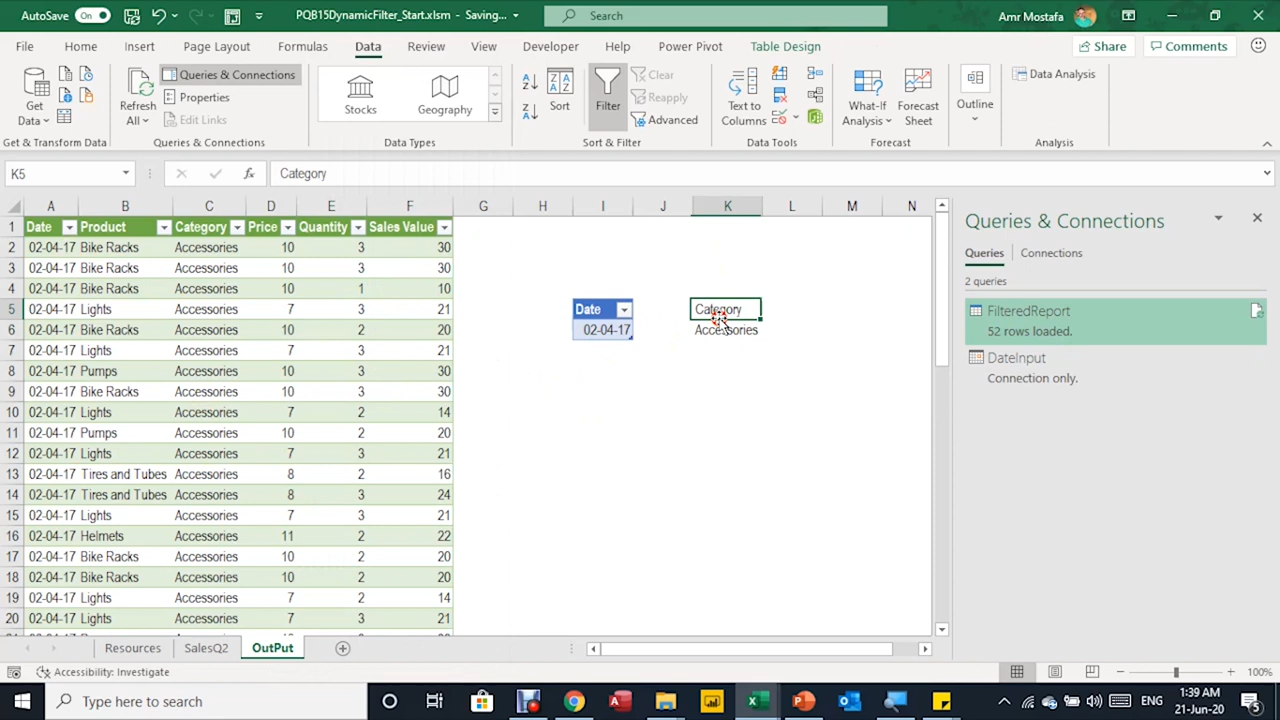 AutoSave On PQB15DynamicFilter_Start.xlsm - Saving... Search Amr Mostafa
File Home Insert Page Layout Formulas Data Review View Developer Help Power Pivot Table Design Share Comments
Queries & Connections Clear Data Analysis
Properties Reapply
Edit Links Advanced
Get Data Refresh All Stocks Geography Sort Filter Text to Columns What-If Analysis Forecast Sheet Outline
Get & Transform Data Queries & Connections Data Types Sort & Filter Data Tools Forecast Analysis
K5 fx Category
A B C D E F G H I J K L M N
1 Date Product Category Price Quantity Sales Value
2 02-04-17 Bike Racks Accessories 10 3 30
3 02-04-17 Bike Racks Accessories 10 3 30
4 02-04-17 Bike Racks Accessories 10 1 10
5 02-04-17 Lights Accessories 7 3 21 Date Category
6 02-04-17 Bike Racks Accessories 10 2 20 02-04-17 Accessories
7 02-04-17 Lights Accessories 7 3 21
8 02-04-17 Pumps Accessories 10 3 30
9 02-04-17 Bike Racks Accessories 10 3 30
10 02-04-17 Lights Accessories 7 2 14
11 02-04-17 Pumps Accessories 10 2 20
12 02-04-17 Lights Accessories 7 3 21
13 02-04-17 Tires and Tubes Accessories 8 2 16
14 02-04-17 Tires and Tubes Accessories 8 3 24
15 02-04-17 Lights Accessories 7 3 21
16 02-04-17 Helmets Accessories 11 2 22
17 02-04-17 Bike Racks Accessories 10 2 20
18 02-04-17 Bike Racks Accessories 10 2 20
19 02-04-17 Lights Accessories 7 2 14
20 02-04-17 Lights Accessories 7 3 21
Queries & Connections
Queries Connections
2 queries
FilteredReport
52 rows loaded.
DateInput
Connection only.
Resources SalesQ2 OutPut
Accessibility: Investigate 100%
Type here to search ENG 1:39 AM
21-Jun-20 5